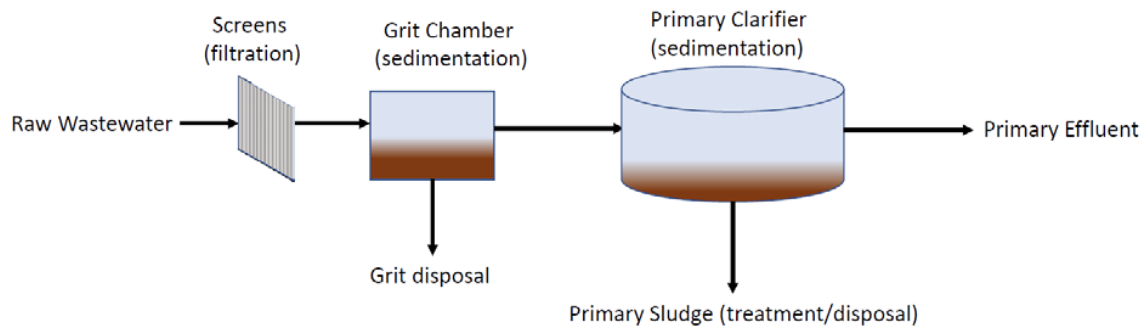 Screens
(filtration)
Grit Chamber
(sedimentation)
Primary Clarifier
(sedimentation)
Raw Wastewater
Primary Effluent
Grit disposal
Primary Sludge (treatment/disposal)